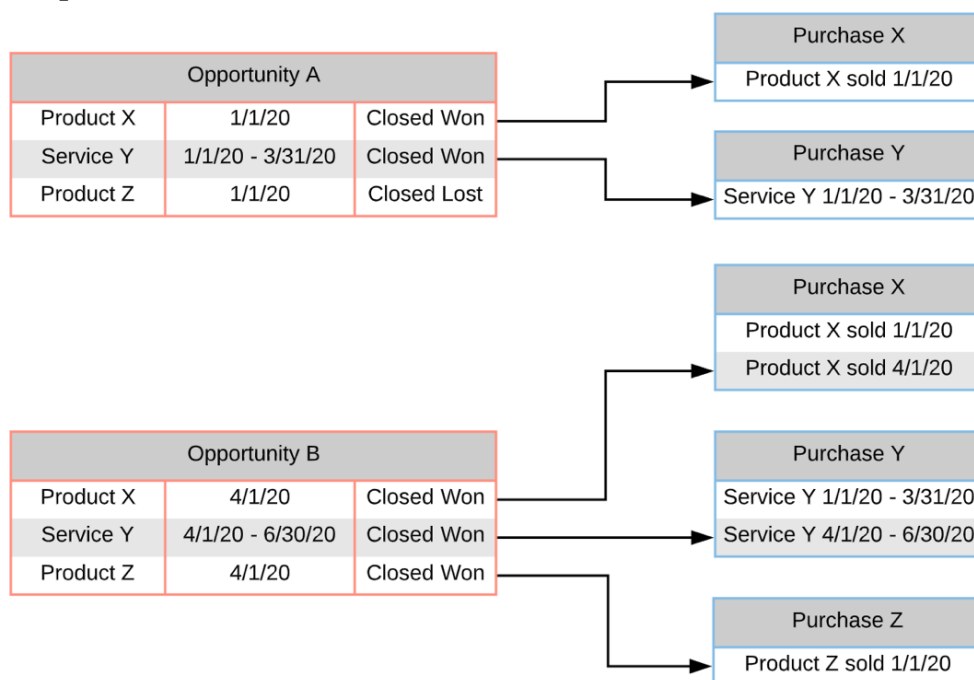 Purchase X
Product X sold 1/1/20
Opportunity A
Product X 1/1/20 Closed Won
Service Y 1/1/20 - 3/31/20 Closed Won
Product Z 1/1/20 Closed Lost
Purchase Y
Service Y 1/1/20 - 3/31/20
Purchase X
Product X sold 1/1/20
Product X sold 4/1/20
Opportunity B
Product X 4/1/20 Closed Won
Service Y 4/1/20 - 6/30/20 Closed Won
Product Z 4/1/20 Closed Won
Purchase Y
Service Y 1/1/20 - 3/31/20
Service Y 4/1/20 - 6/30/20
Purchase Z
Product Z sold 1/1/20